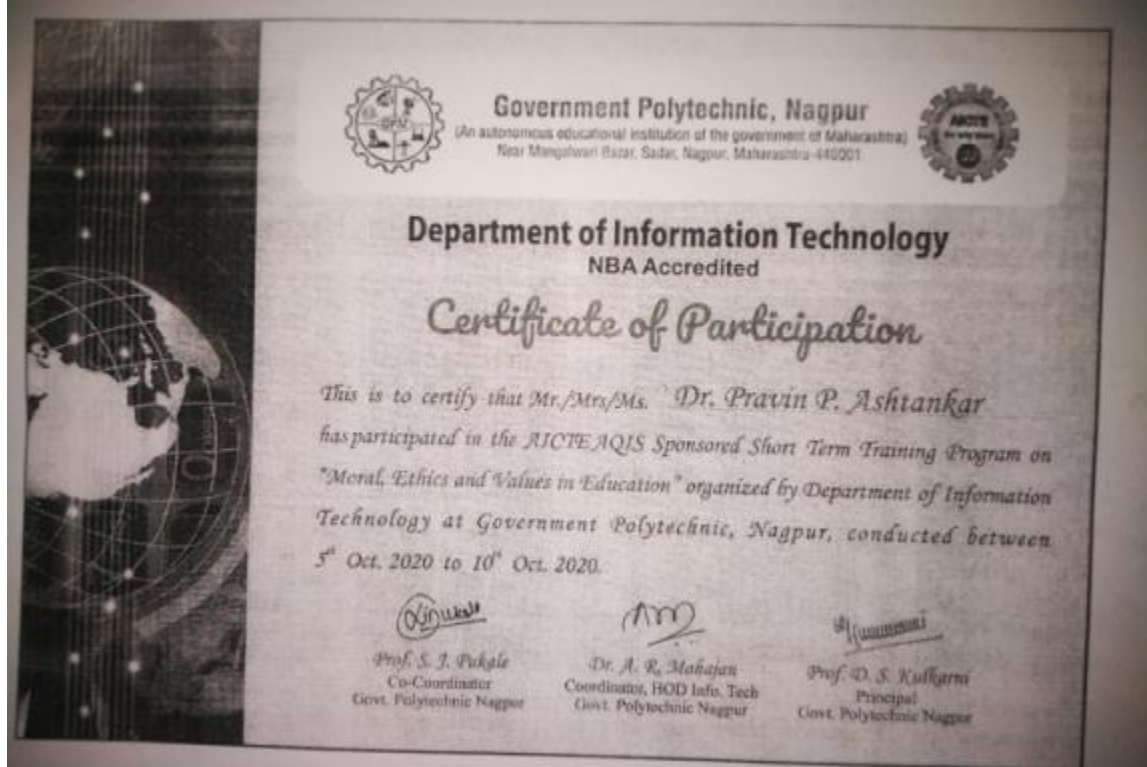 Government Polytechnic, Nagpur
(An autonomous educational institution of the government of Maharashtra)
Near Mangalwari Bazar, Sadar, Nagpur, Maharashtra-440001
GPN
AICTE
Department of Information Technology
NBA Accredited
Certificate of Participation
This is to certify that Mr./Mrs/Ms. Dr. Pravin P. Ashtankar
has participated in the AICTE AQIS Sponsored Short Term Training Program on
"Moral, Ethics and Values in Education" organized by Department of Information
Technology at Government Polytechnic, Nagpur, conducted between
5th Oct. 2020 to 10th Oct. 2020.
Prof. S. J. Pukale
Co-Coordinator
Govt. Polytechnic Nagpur
Dr. A. R. Mahajan
Coordinator, HOD Info. Tech
Govt. Polytechnic Nagpur
Prof. D. S. Kulkarni
Principal
Govt. Polytechnic Nagpur